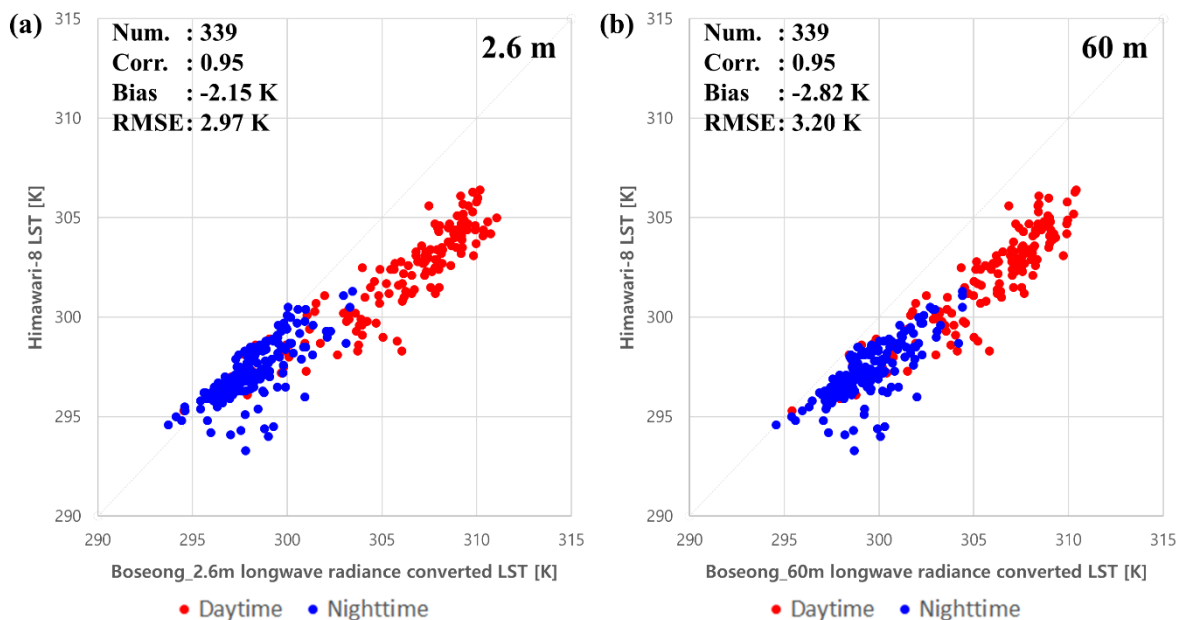 (a)
Num. : 339
Corr. : 0.95
Bias : -2.15 K
RMSE: 2.97 K
2.6 m
315
310
305
300
295
290
Himawari-8 LST [K]
290 295 300 305 310 315
Boseong_2.6m longwave radiance converted LST [K]
Daytime Nighttime
(b)
Num. : 339
Corr. : 0.95
Bias : -2.82 K
RMSE: 3.20 K
60 m
315
310
305
300
295
290
Himawari-8 LST [K]
290 295 300 305 310 315
Boseong_60m longwave radiance converted LST [K]
Daytime Nighttime